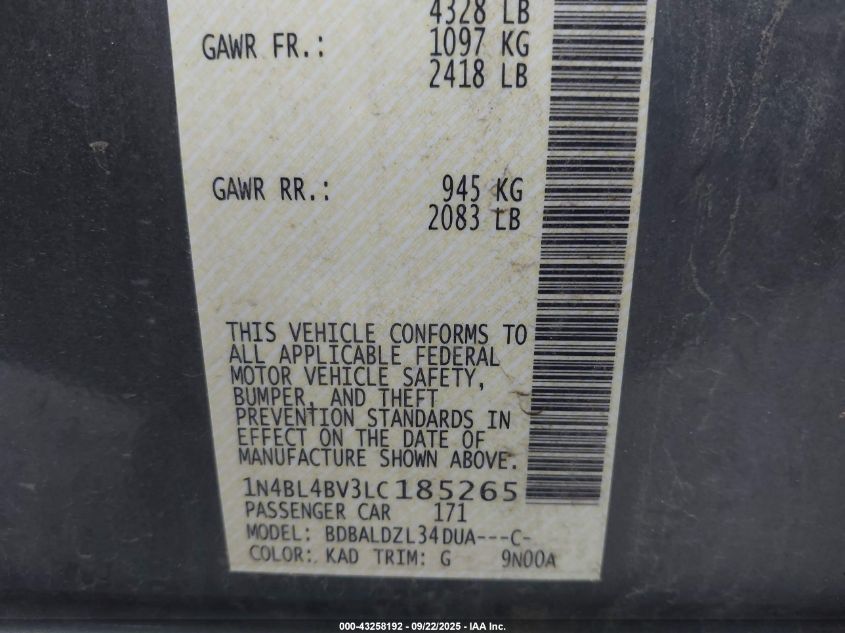 4328 LB
GAWR FR.: 1097 KG
2418 LB
GAWR RR.: 945 KG
2083 LB
THIS VEHICLE CONFORMS TO
ALL APPLICABLE FEDERAL
MOTOR VEHICLE SAFETY,
BUMPER, AND THEFT
PREVENTION STANDARDS IN
EFFECT ON THE DATE OF
MANUFACTURE SHOWN ABOVE.
1N4BL4BV3LC185265
PASSENGER CAR 171
MODEL: BDBALDZL34DUA---C-
COLOR: KAD TRIM: G 9N00A
000-43258192 - 09/22/2025 - IAA Inc.